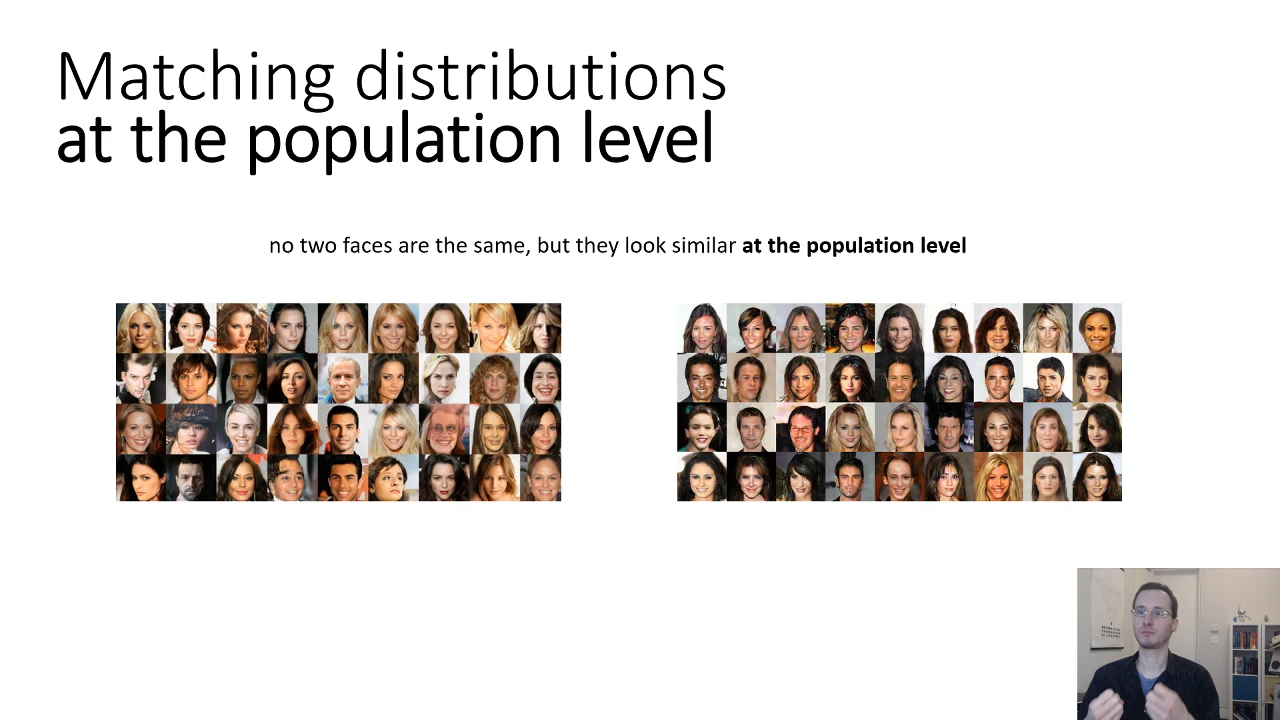 Matching distributions
at the population level
no two faces are the same, but they look similar at the population level